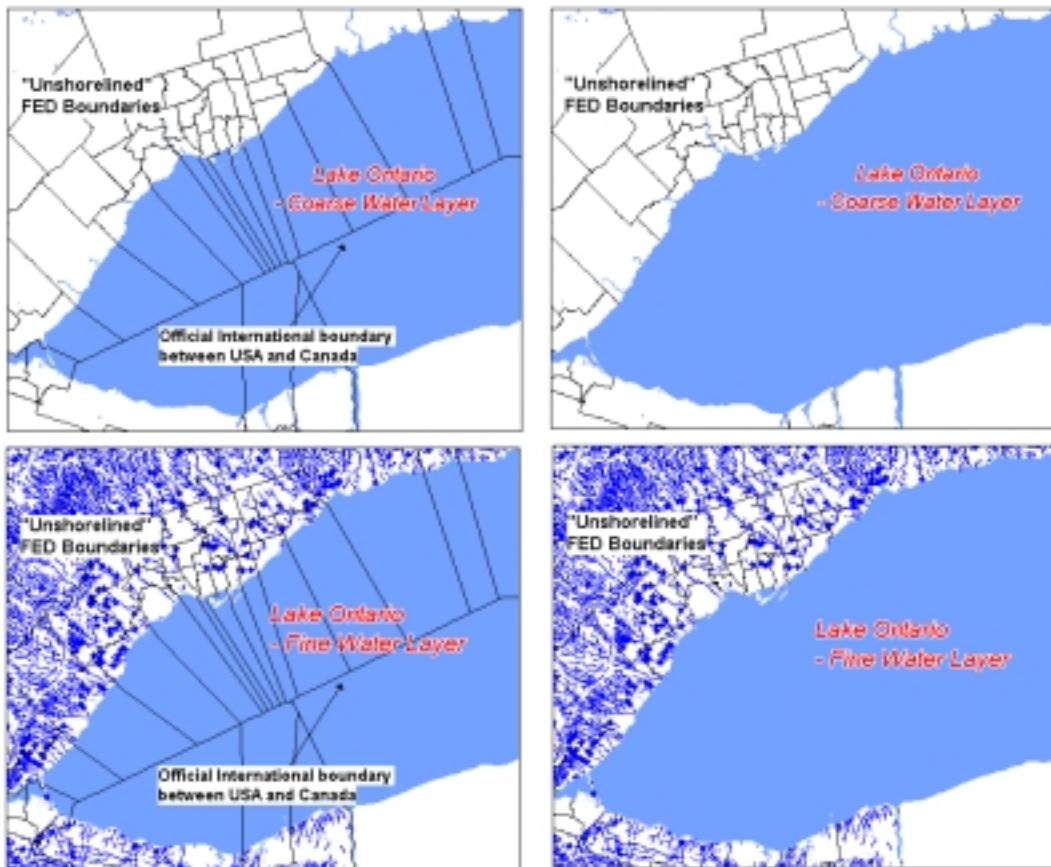 "Unshorelined"
FED Boundaries
Lake Ontario
- Coarse Water Layer
Official International boundary
between USA and Canada
"Unshorelined"
FED Boundaries
Lake Ontario
- Coarse Water Layer
"Unshorelined"
FED Boundaries
Lake Ontario
- Fine Water Layer
Official International boundary
between USA and Canada
"Unshorelined"
FED Boundaries
Lake Ontario
- Fine Water Layer